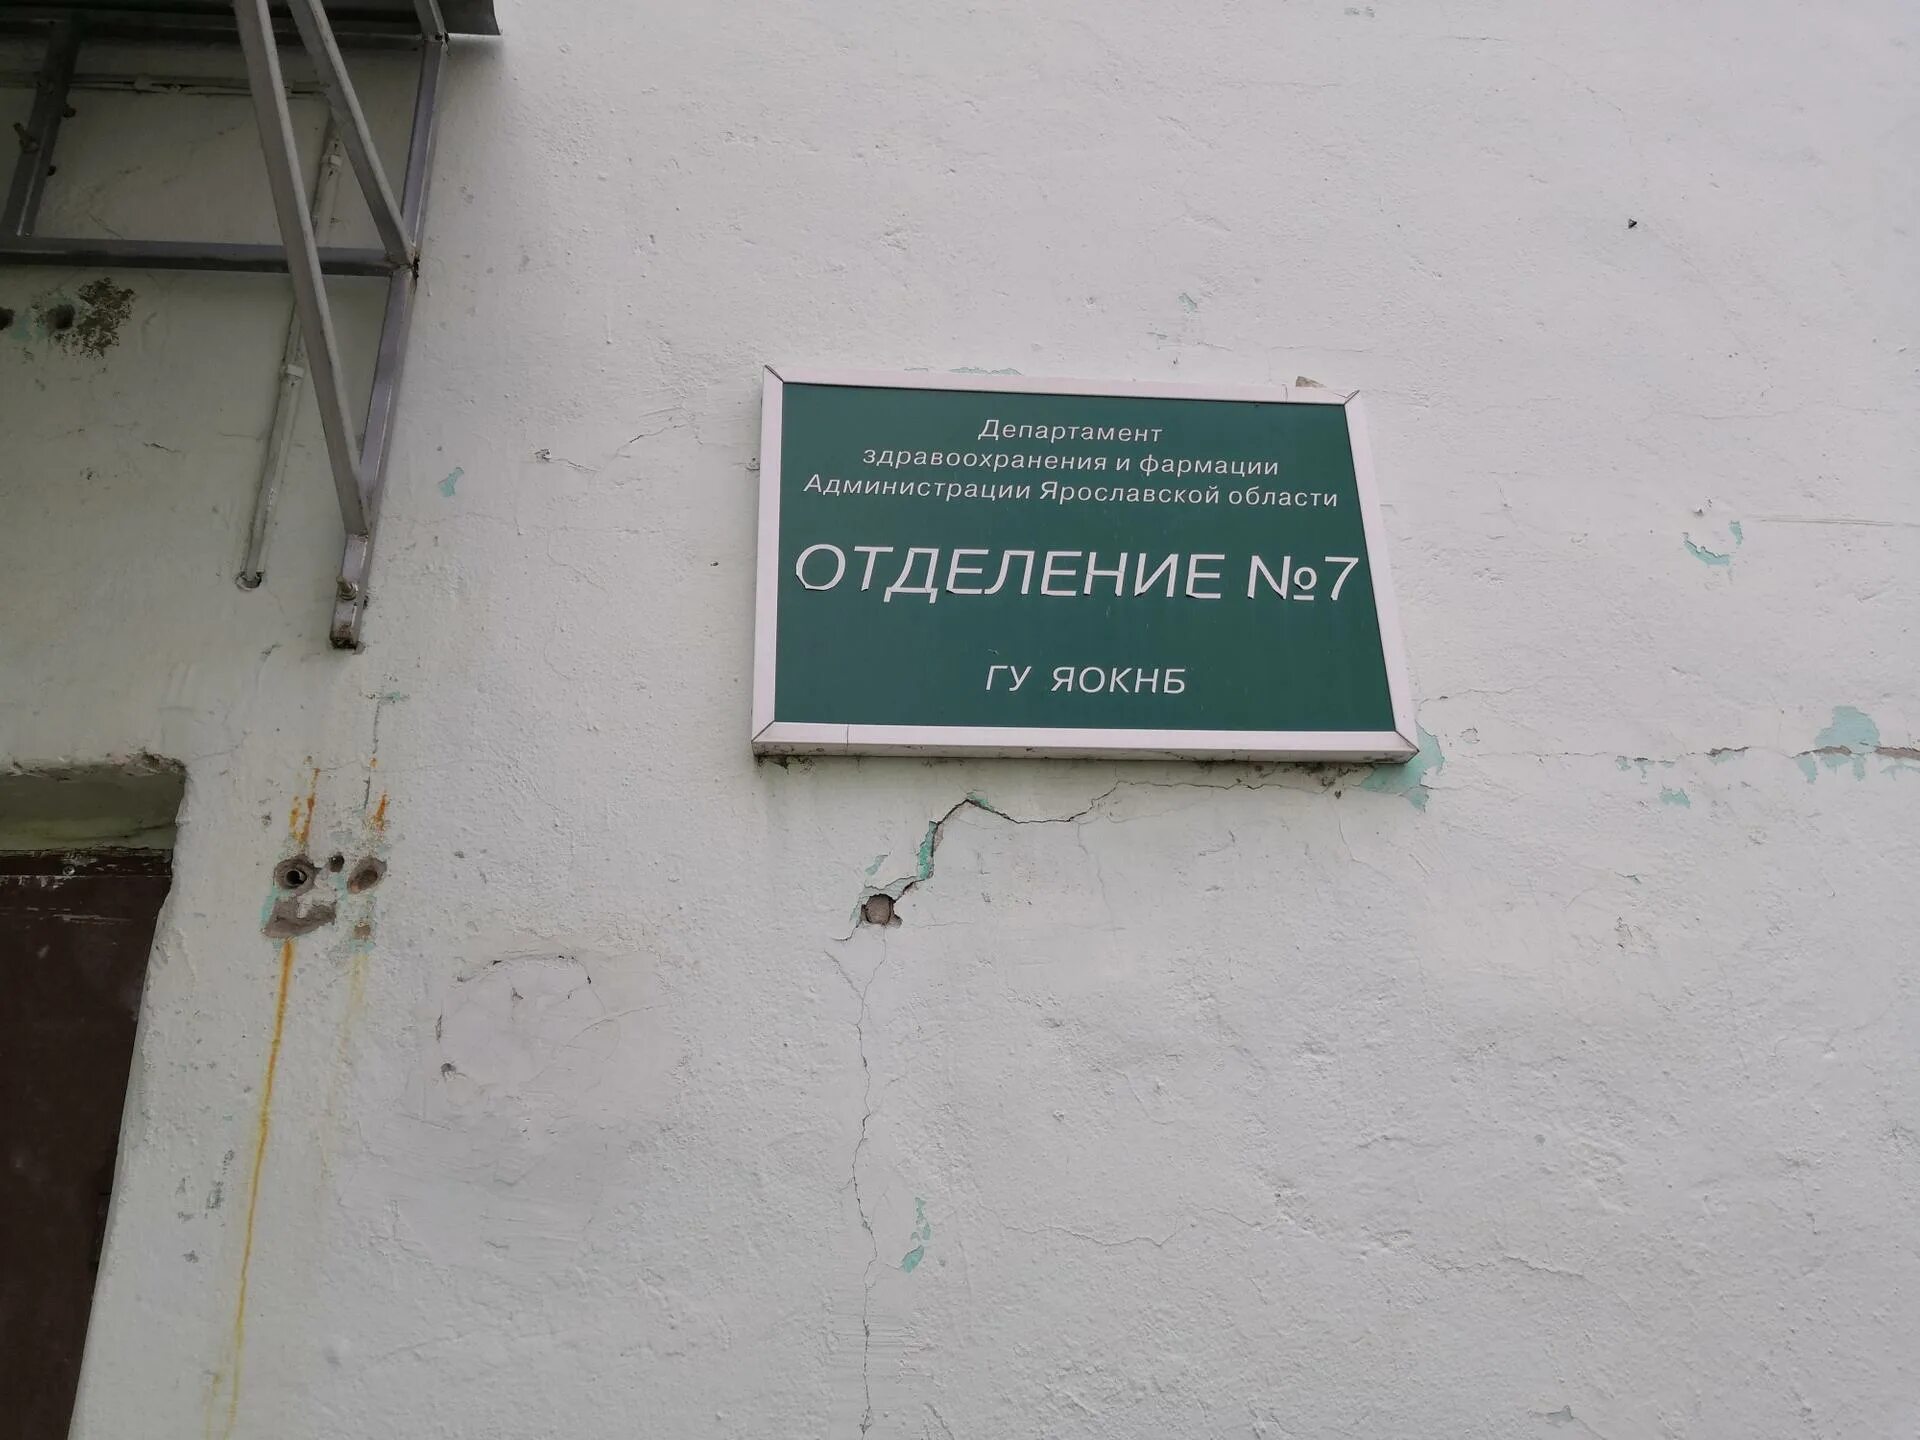 Департамент
здравоохранения и фармации
Администрации Ярославской области
ОТДЕЛЕНИЕ №7
ГУ ЯОКНБ